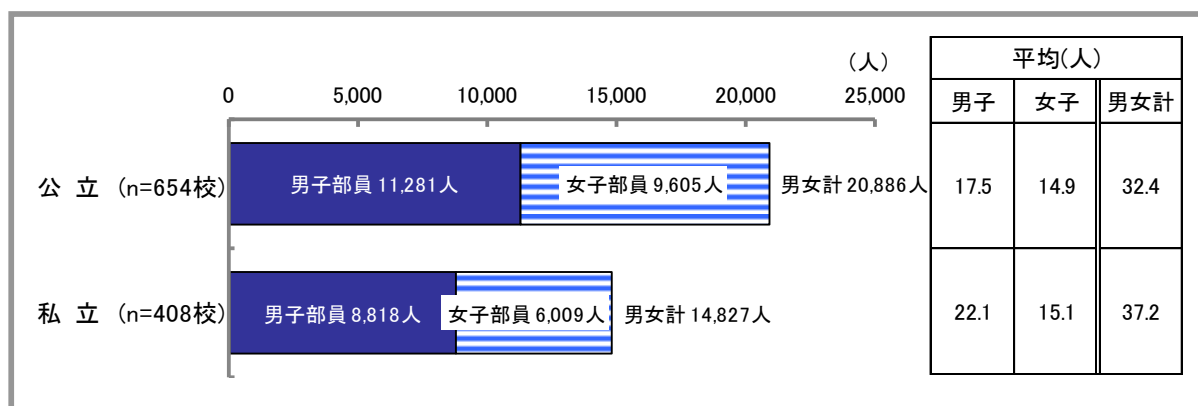 (人)
0 5,000 10,000 15,000 20,000 25,000
平均(人)
男子 女子 男女計
公 立 (n=654校) 男子部員 11,281人 女子部員 9,605人 男女計 20,886人 17.5 14.9 32.4
私 立 (n=408校) 男子部員 8,818人 女子部員 6,009人 男女計 14,827人 22.1 15.1 37.2